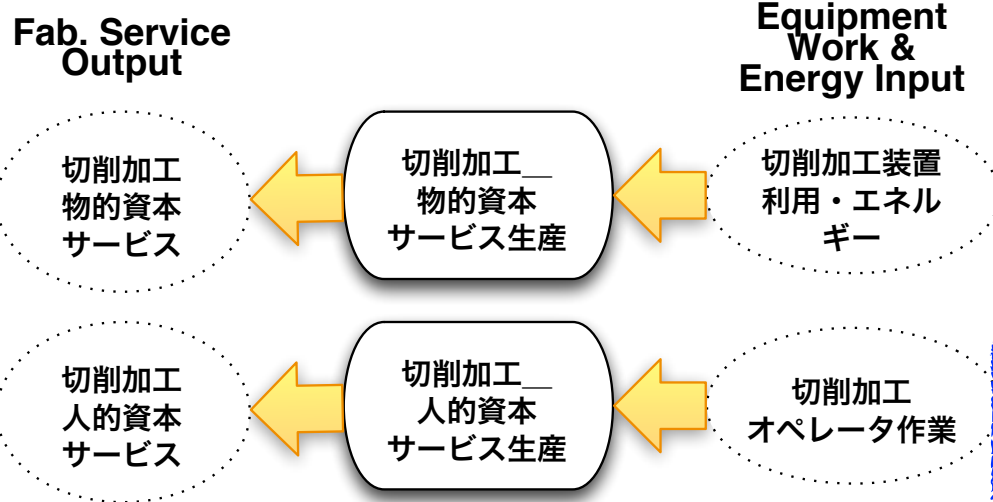 Fab. Service
Output
Equipment
Work &
Energy Input
切削加工
物的資本
サービス
切削加工__
物的資本
サービス生産
切削加工装置
利用・エネル
ギー
切削加工
人的資本
サービス
切削加工__
人的資本
サービス生産
切削加工
オペレータ作業